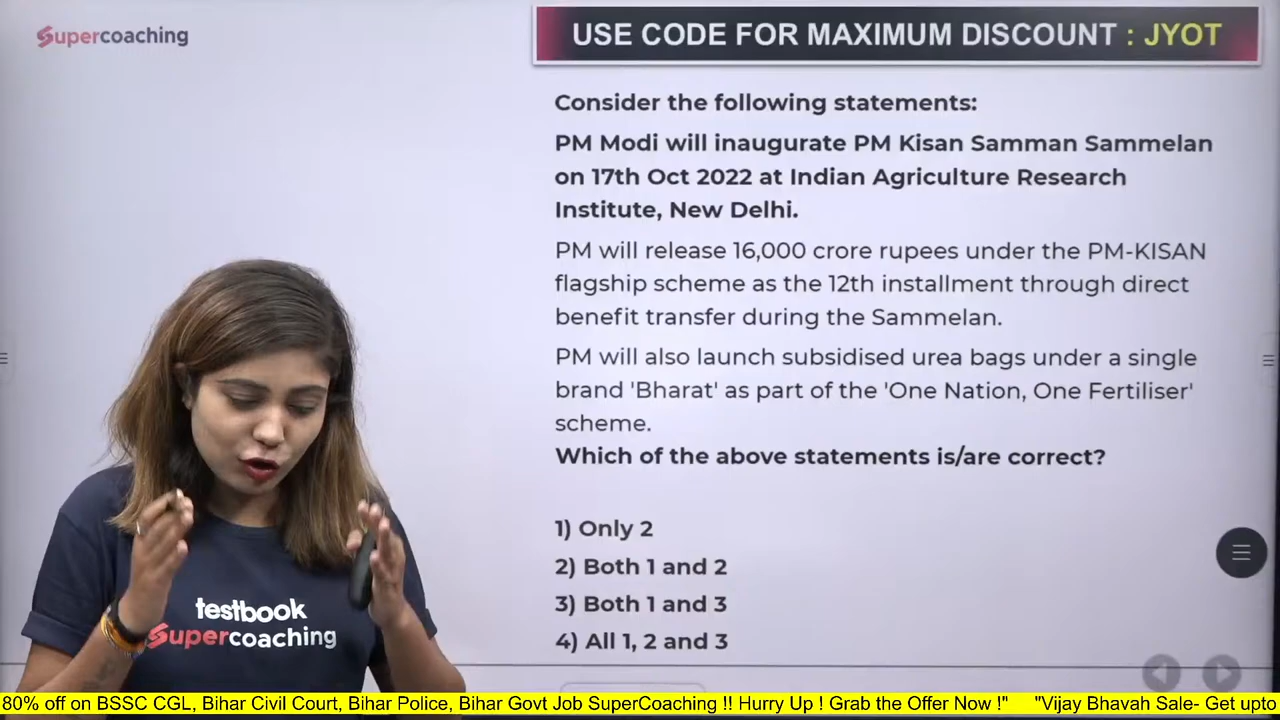 Supercoaching
USE CODE FOR MAXIMUM DISCOUNT : JYOT
Consider the following statements:
PM Modi will inaugurate PM Kisan Samman Sammelan
on 17th Oct 2022 at Indian Agriculture Research
Institute, New Delhi.
PM will release 16,000 crore rupees under the PM-KISAN
flagship scheme as the 12th installment through direct
benefit transfer during the Sammelan.
PM will also launch subsidised urea bags under a single
brand 'Bharat' as part of the 'One Nation, One Fertiliser'
scheme.
Which of the above statements is/are correct?
1) Only 2
2) Both 1 and 2
3) Both 1 and 3
4) All 1, 2 and 3
testbook
Supercoaching
80% off on BSSC CGL, Bihar Civil Court, Bihar Police, Bihar Govt Job SuperCoaching !! Hurry Up ! Grab the Offer Now !" "Vijay Bhavah Sale- Get upto